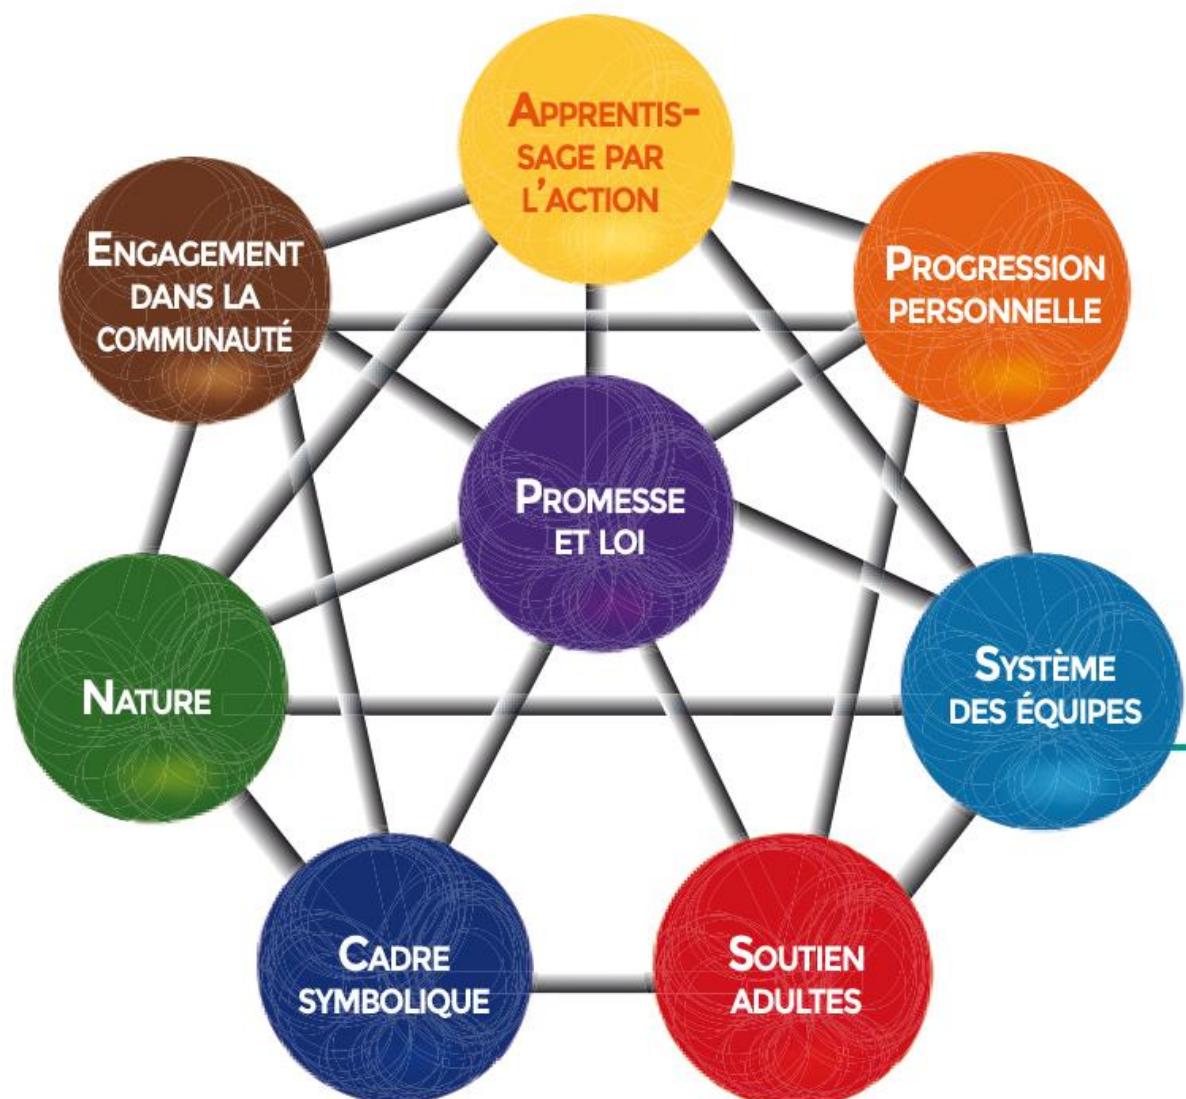 APPRENTIS-
SAGE PAR
L'ACTION
ENGAGEMENT
DANS LA
COMMUNAUTÉ
PROGRESSION
PERSONNELLE
PROMESSE
ET LOI
NATURE
SYSTÈME
DES ÉQUIPES
CADRE
SYMBOLIQUE
SOUTIEN
ADULTES